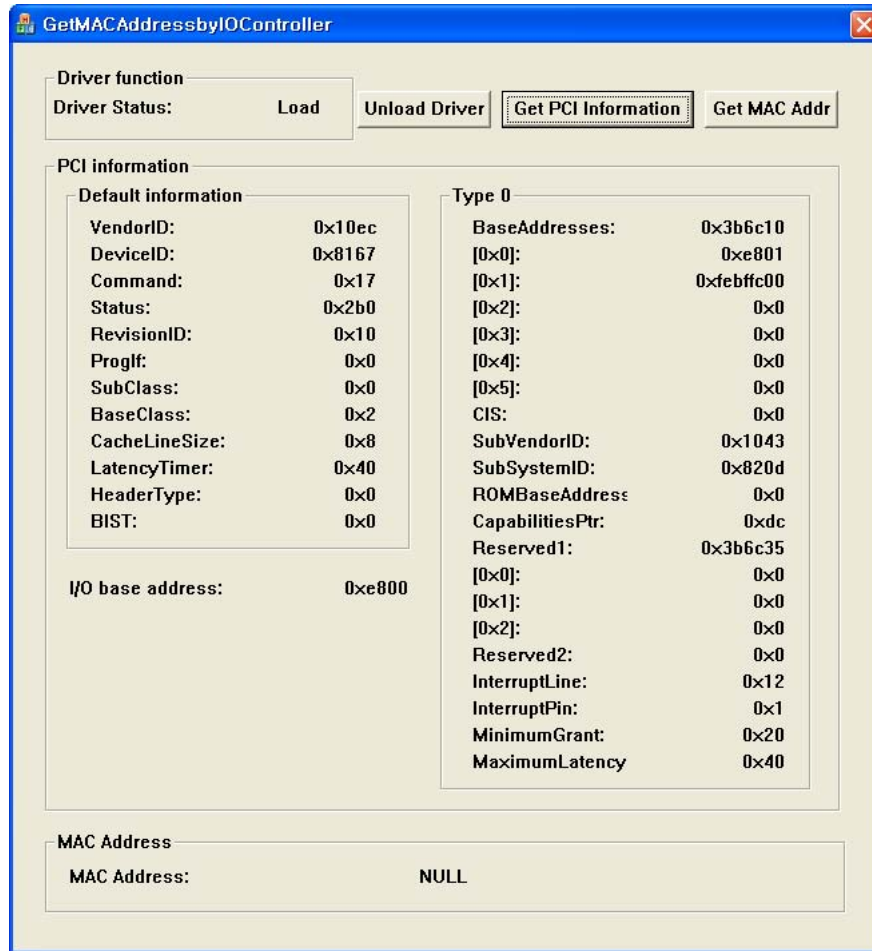 GetMACAddressbyIOController
Driver function
Driver Status: Load
Unload Driver
Get PCI Information
Get MAC Addr
PCI information
Default information
VendorID: 0x10ec
DeviceID: 0x8167
Command: 0x17
Status: 0x2b0
RevisionID: 0x10
ProgIf: 0x0
SubClass: 0x0
BaseClass: 0x2
CacheLineSize: 0x8
LatencyTimer: 0x40
HeaderType: 0x0
BIST: 0x0
I/O base address: 0xe800
Type 0
BaseAddresses: 0x3b6c10
[0x0]: 0xe801
[0x1]: 0xfebffc00
[0x2]: 0x0
[0x3]: 0x0
[0x4]: 0x0
[0x5]: 0x0
CIS: 0x0
SubVendorID: 0x1043
SubSystemID: 0x820d
ROMBaseAddress 0x0
CapabilitiesPtr: 0xdc
Reserved1: 0x3b6c35
[0x0]: 0x0
[0x1]: 0x0
[0x2]: 0x0
Reserved2: 0x0
InterruptLine: 0x12
InterruptPin: 0x1
MinimumGrant: 0x20
MaximumLatency 0x40
MAC Address
MAC Address: NULL